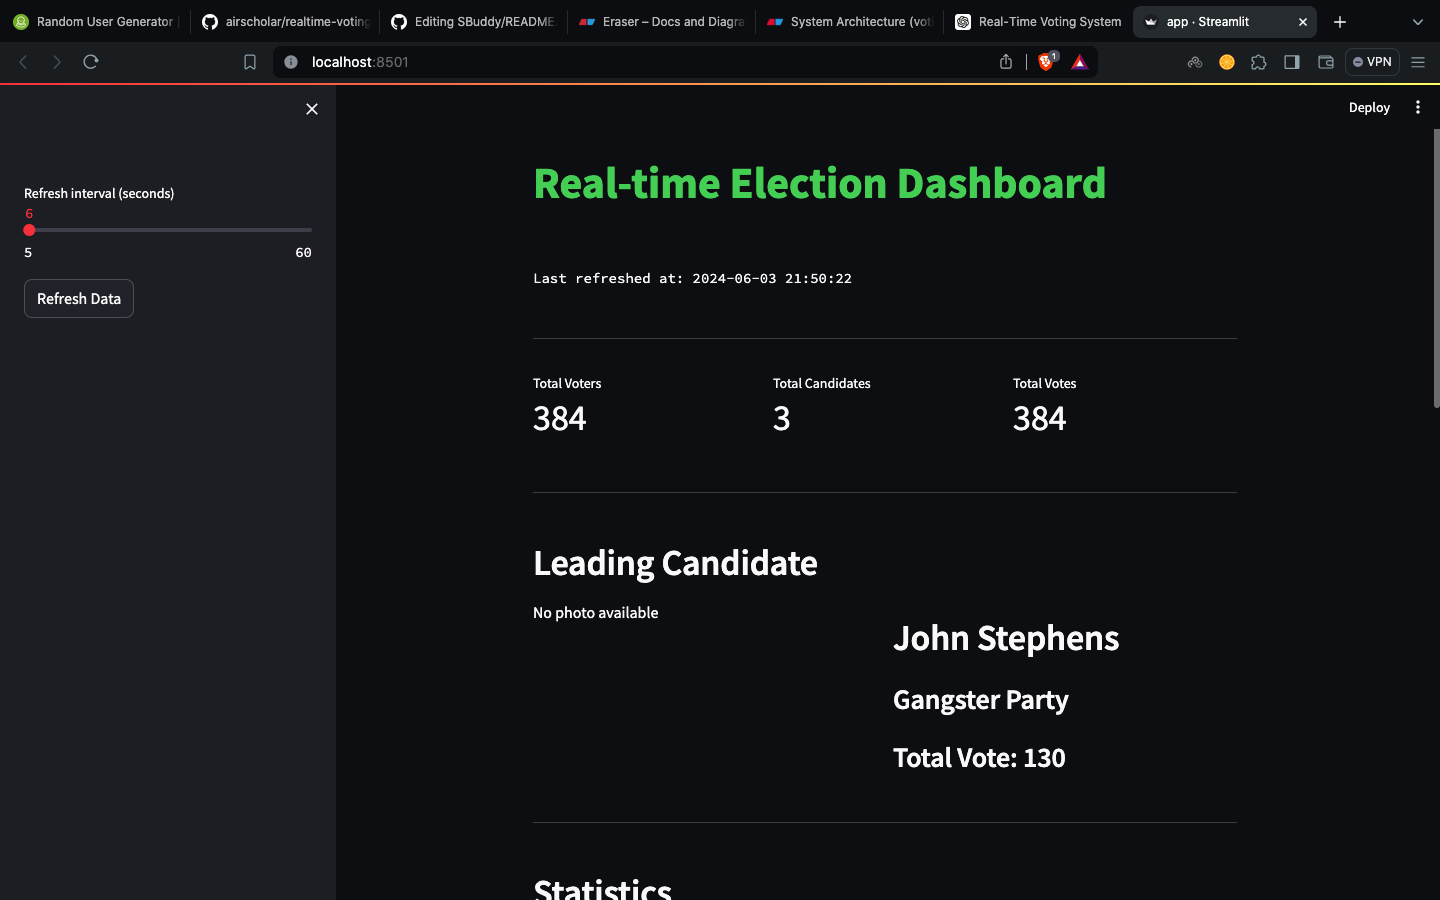 Random User Generator
airscholar/realtime-voting
Editing SBuddy/README.
Eraser – Docs and Diagra
System Architecture (voti
Real-Time Voting System
app · Streamlit
localhost:8501
1
VPN
Deploy
Refresh interval (seconds)
6
5
60
Refresh Data
Real-time Election Dashboard
Last refreshed at: 2024-06-03 21:50:22
Total Voters
Total Candidates
Total Votes
384
3
384
Leading Candidate
No photo available
John Stephens
Gangster Party
Total Vote: 130
Statistics